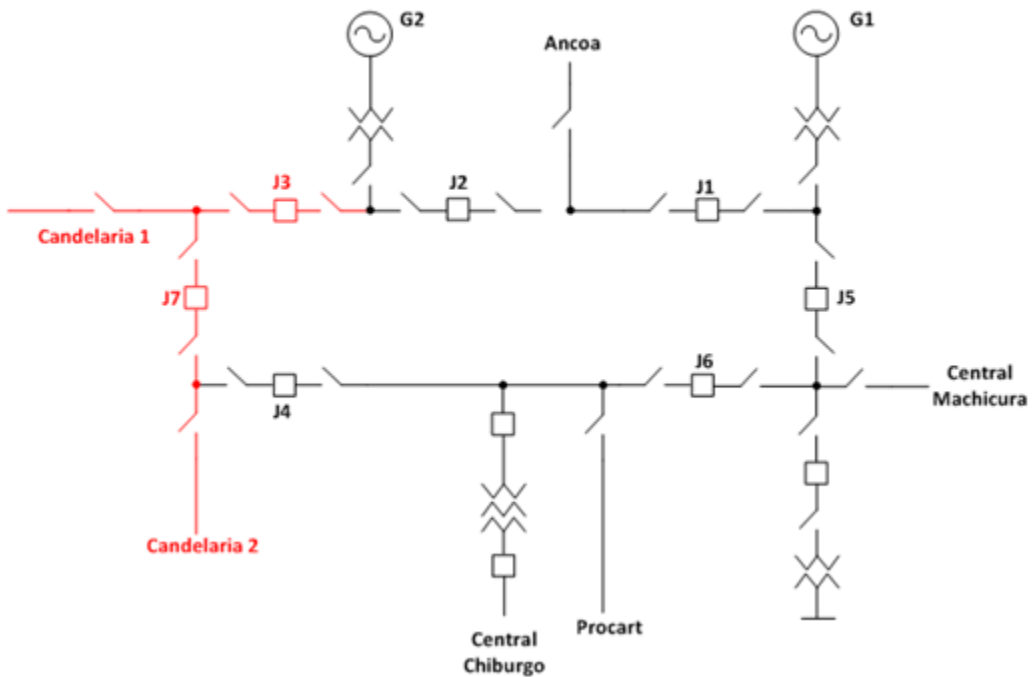 G2
G1
Ancoa
J3
J2
J1
Candelaria 1
J7
J5
J6
Central
Machicura
J4
Candelaria 2
Procart
Central
Chiburgo